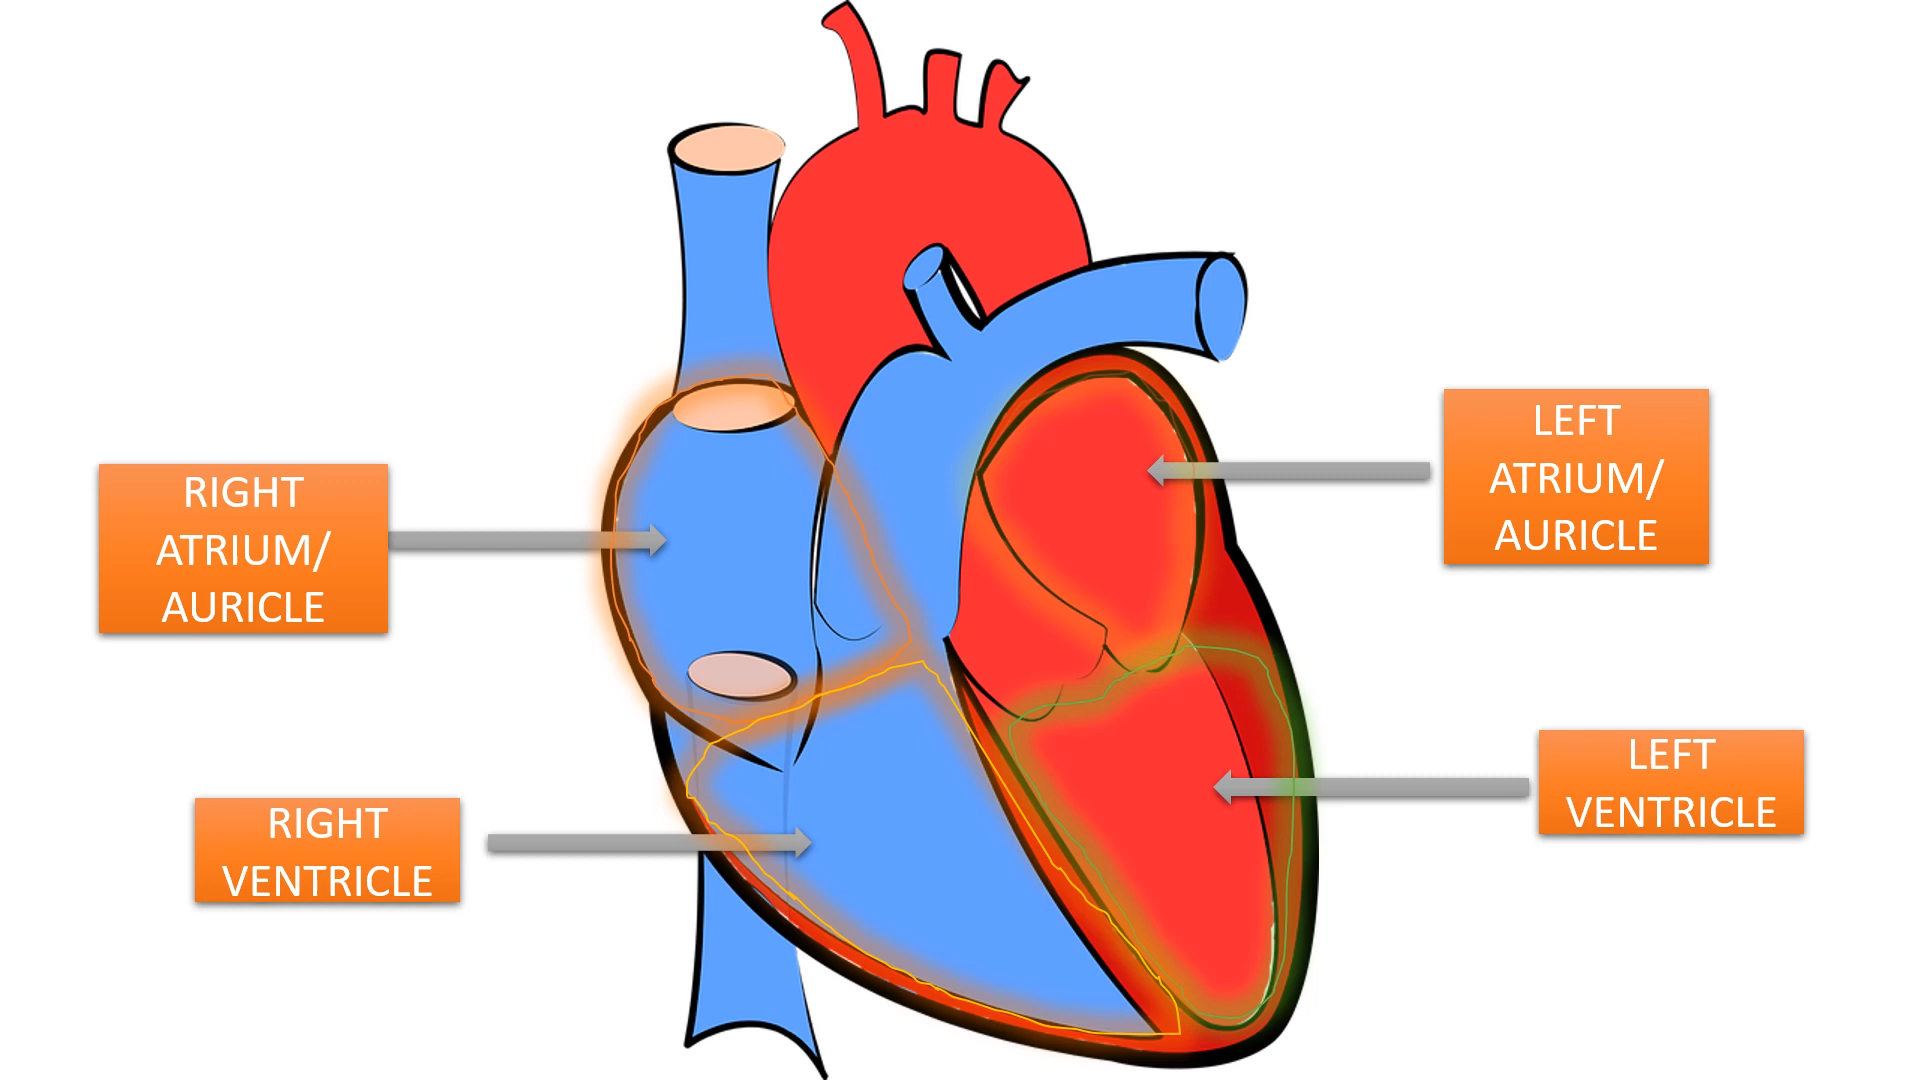 LEFT
ATRIUM/
AURICLE
RIGHT
ATRIUM/
AURICLE
LEFT
VENTRICLE
RIGHT
VENTRICLE